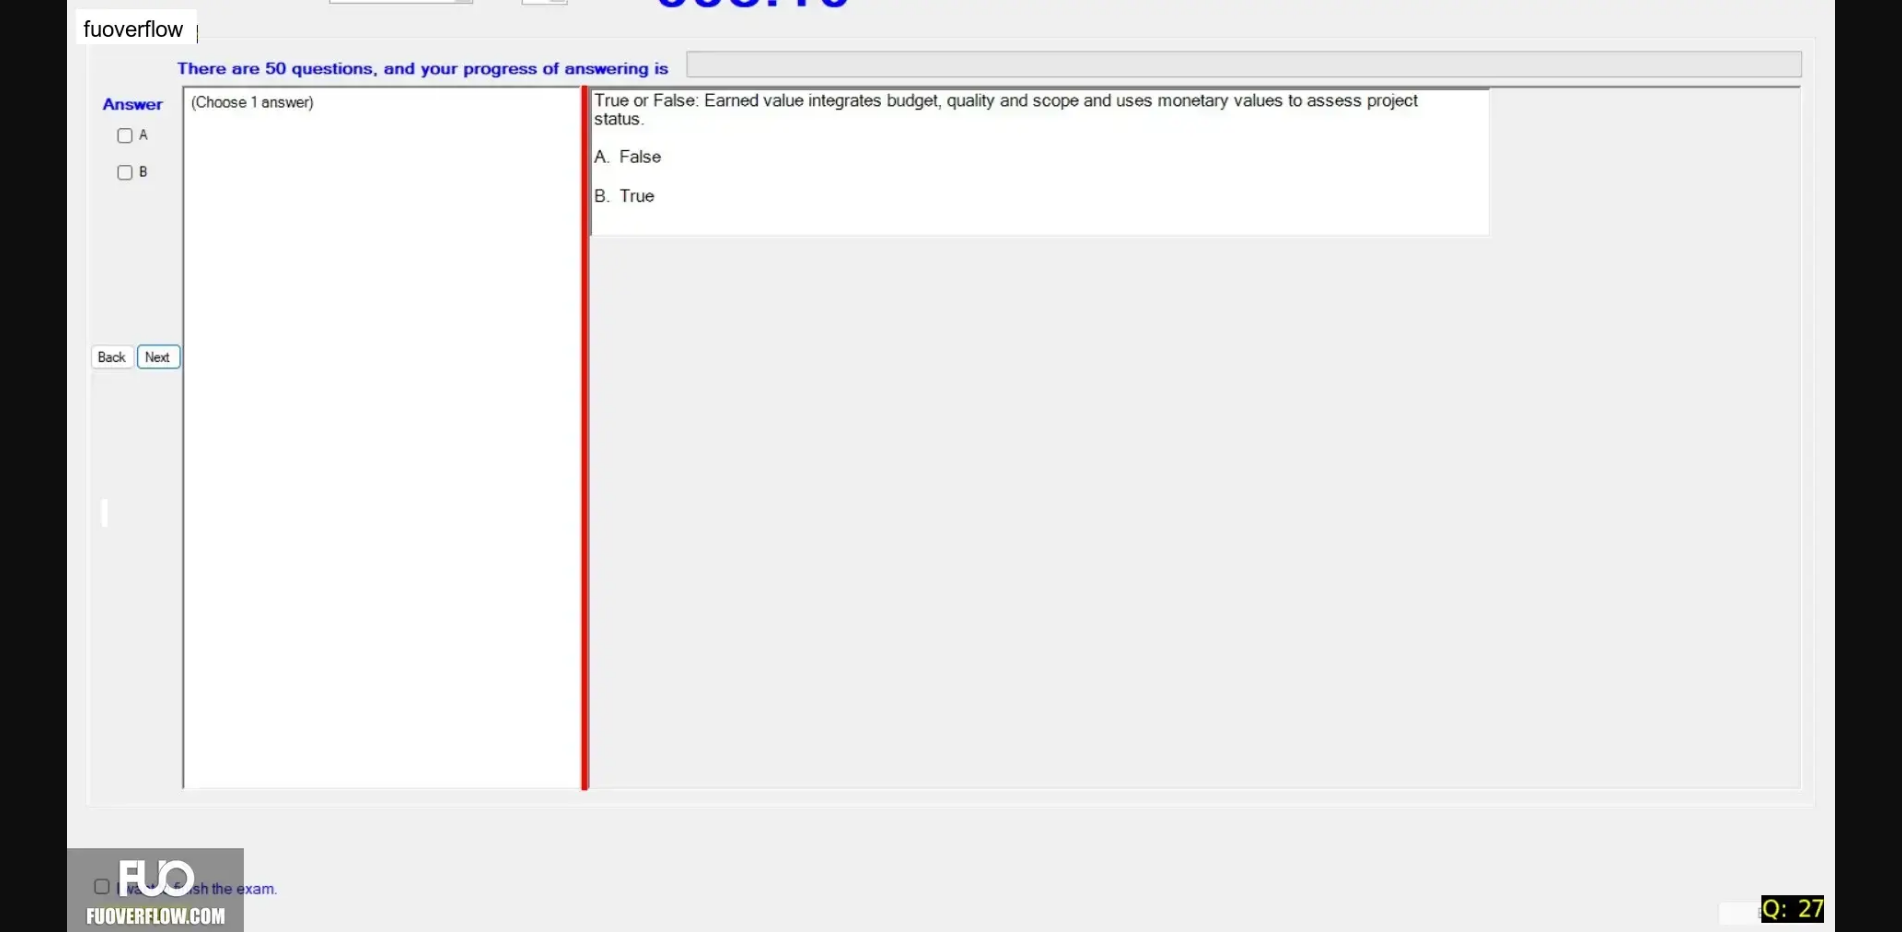 fuoverflow
There are 50 questions, and your progress of answering is
Answer
(Choose 1 answer)
A
B
True or False: Earned value integrates budget, quality and scope and uses monetary values to assess project
status.
A. False
B. True
Back Next
FUO
I want finish the exam.
FUOVERFLOW.COM
Q: 27